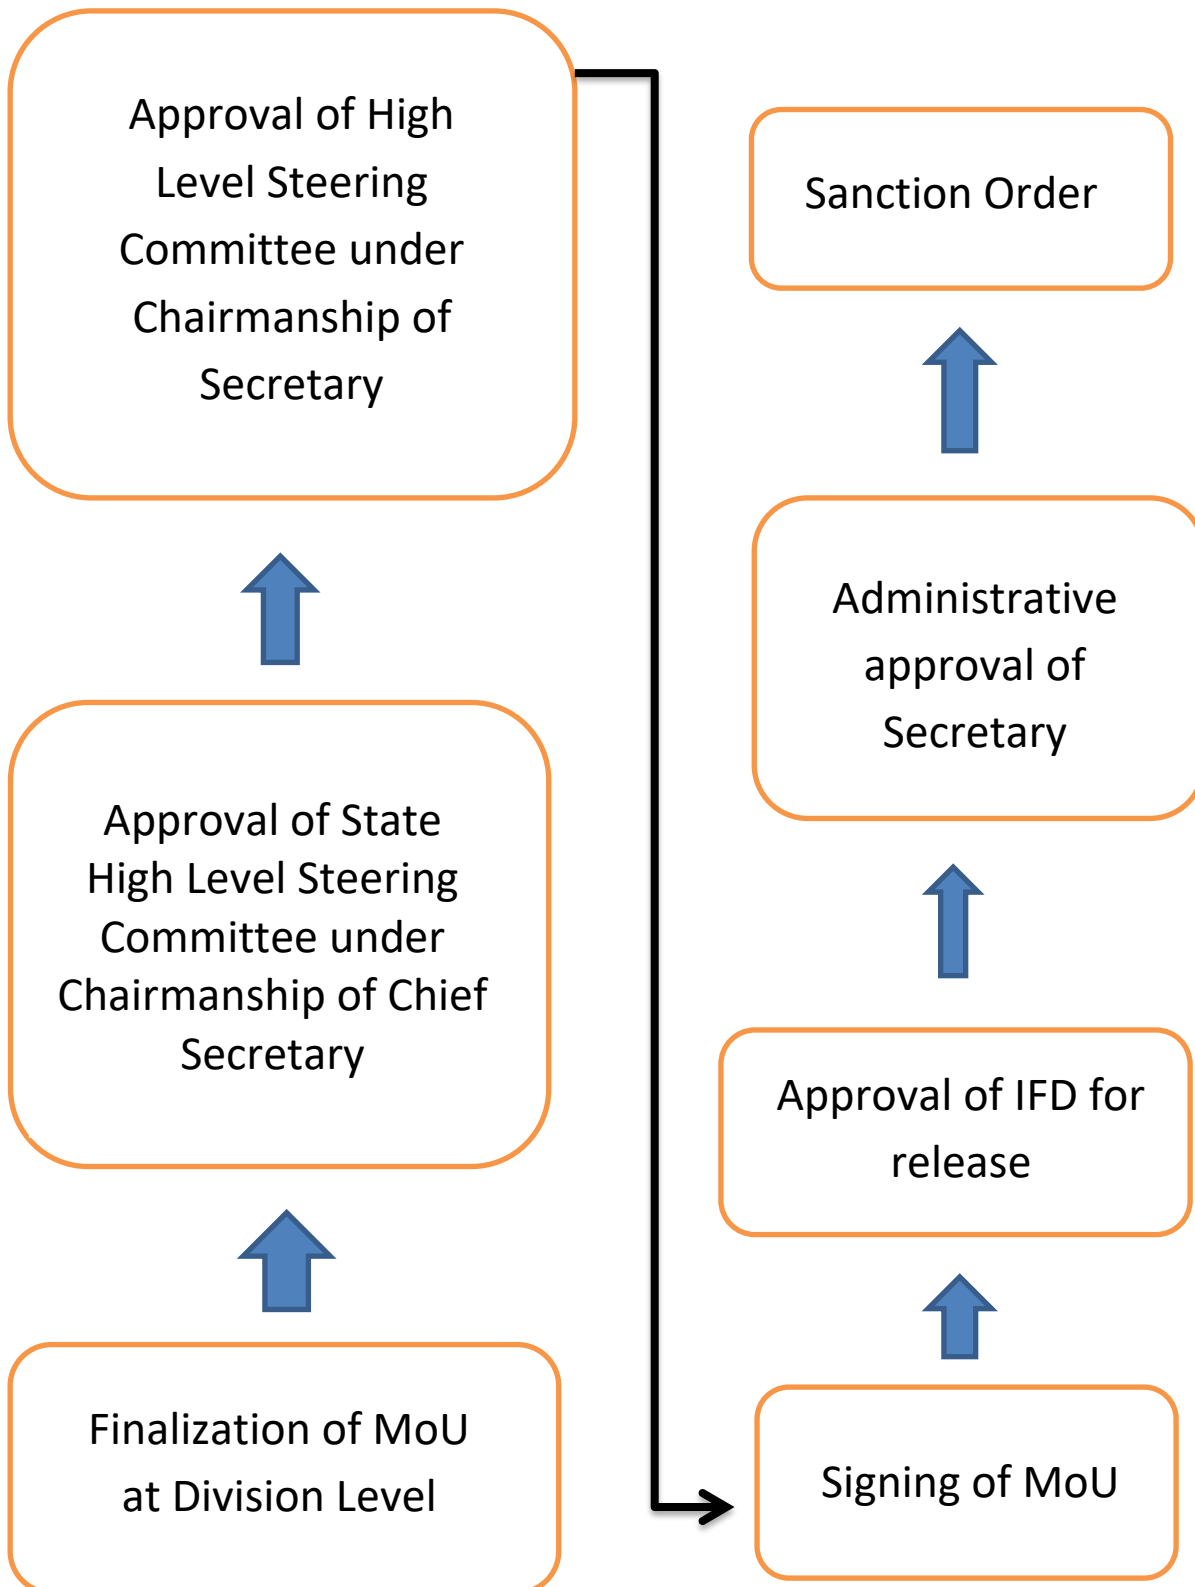 Approval of High
Level Steering
Committee under
Chairmanship of
Secretary
Approval of State
High Level Steering
Committee under
Chairmanship of Chief
Secretary
Finalization of MoU
at Division Level
Sanction Order
Administrative
approval of
Secretary
Approval of IFD for
release
Signing of MoU